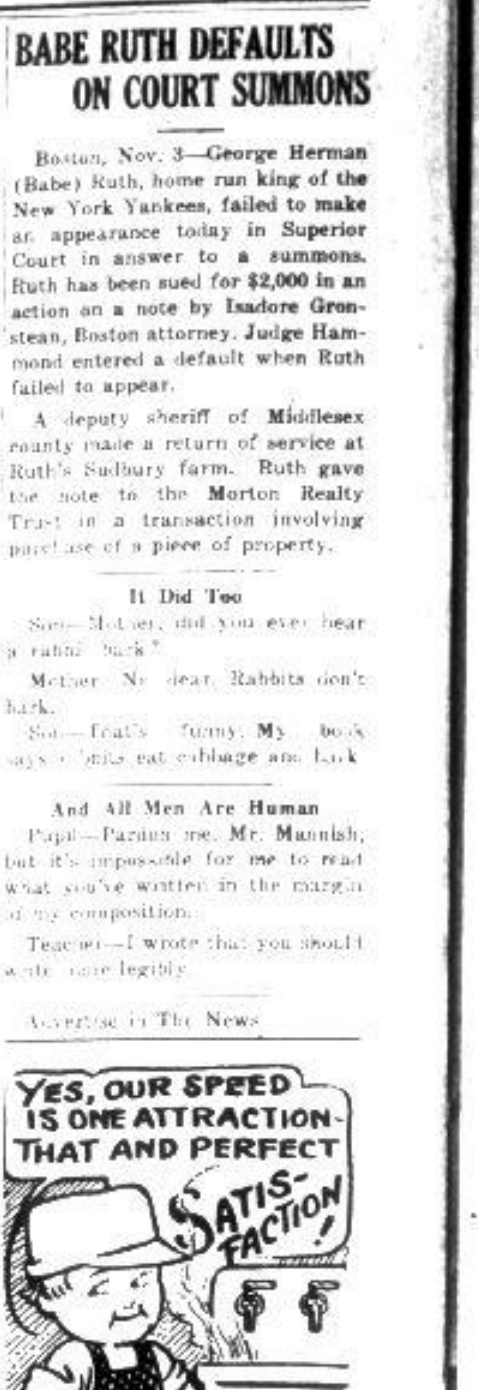 BABE RUTH DEFAULTS
ON COURT SUMMONS
Boston, Nov. 3—George Herman
(Babe) Ruth, home run king of the
New York Yankees, failed to make
an appearance today in Superior
Court in answer to a summons.
Ruth has been sued for $2,000 in an
action on a note by Isadore Gron-
stean, Boston attorney. Judge Ham-
mond entered a default when Ruth
failed to appear.
A deputy sheriff of Middlesex
county made a return of service at
Ruth's Sudbury farm. Ruth gave
the note to the Morton Realty
Trust in a transaction involving
purchase of a piece of property.
It Did Too
Son—Mother, did you ever hear
a bark?
Mother No dear. Rabbits don't
bark.
Son—That's funny. My book
says eat cabbage and bark
And All Men Are Human
Pupil—Pardon me, Mr. Mannish,
but it's impossible for me to read
what you've written in the margin
of my composition.
Teacher—I wrote that you should
write more legibly
Advertise in The News
YES, OUR SPEED
IS ONE ATTRACTION-
THAT AND PERFECT
SATIS-
FACTION!